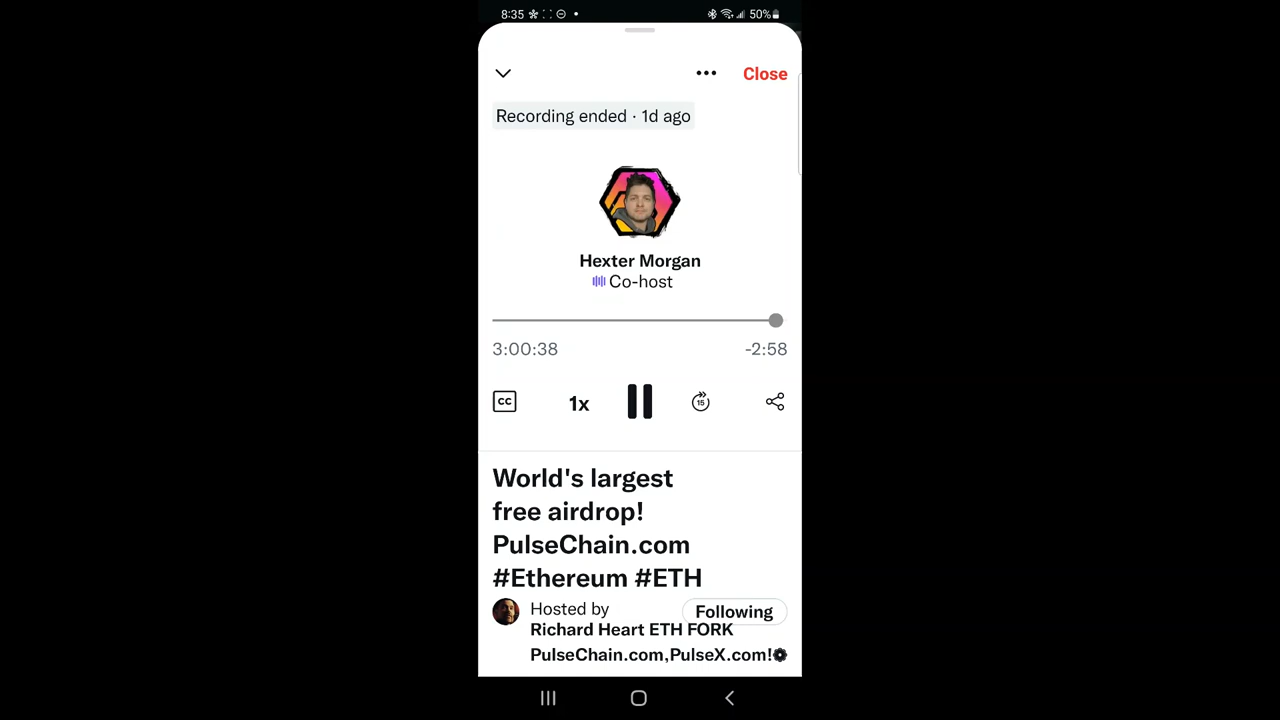 8:35
50%
Close
Recording ended · 1d ago
Hexter Morgan
Co-host
3:00:38
-2:58
CC
1x
15
World's largest
free airdrop!
PulseChain.com
#Ethereum #ETH
Hosted by
Following
Richard Heart ETH FORK
PulseChain.com,PulseX.com!